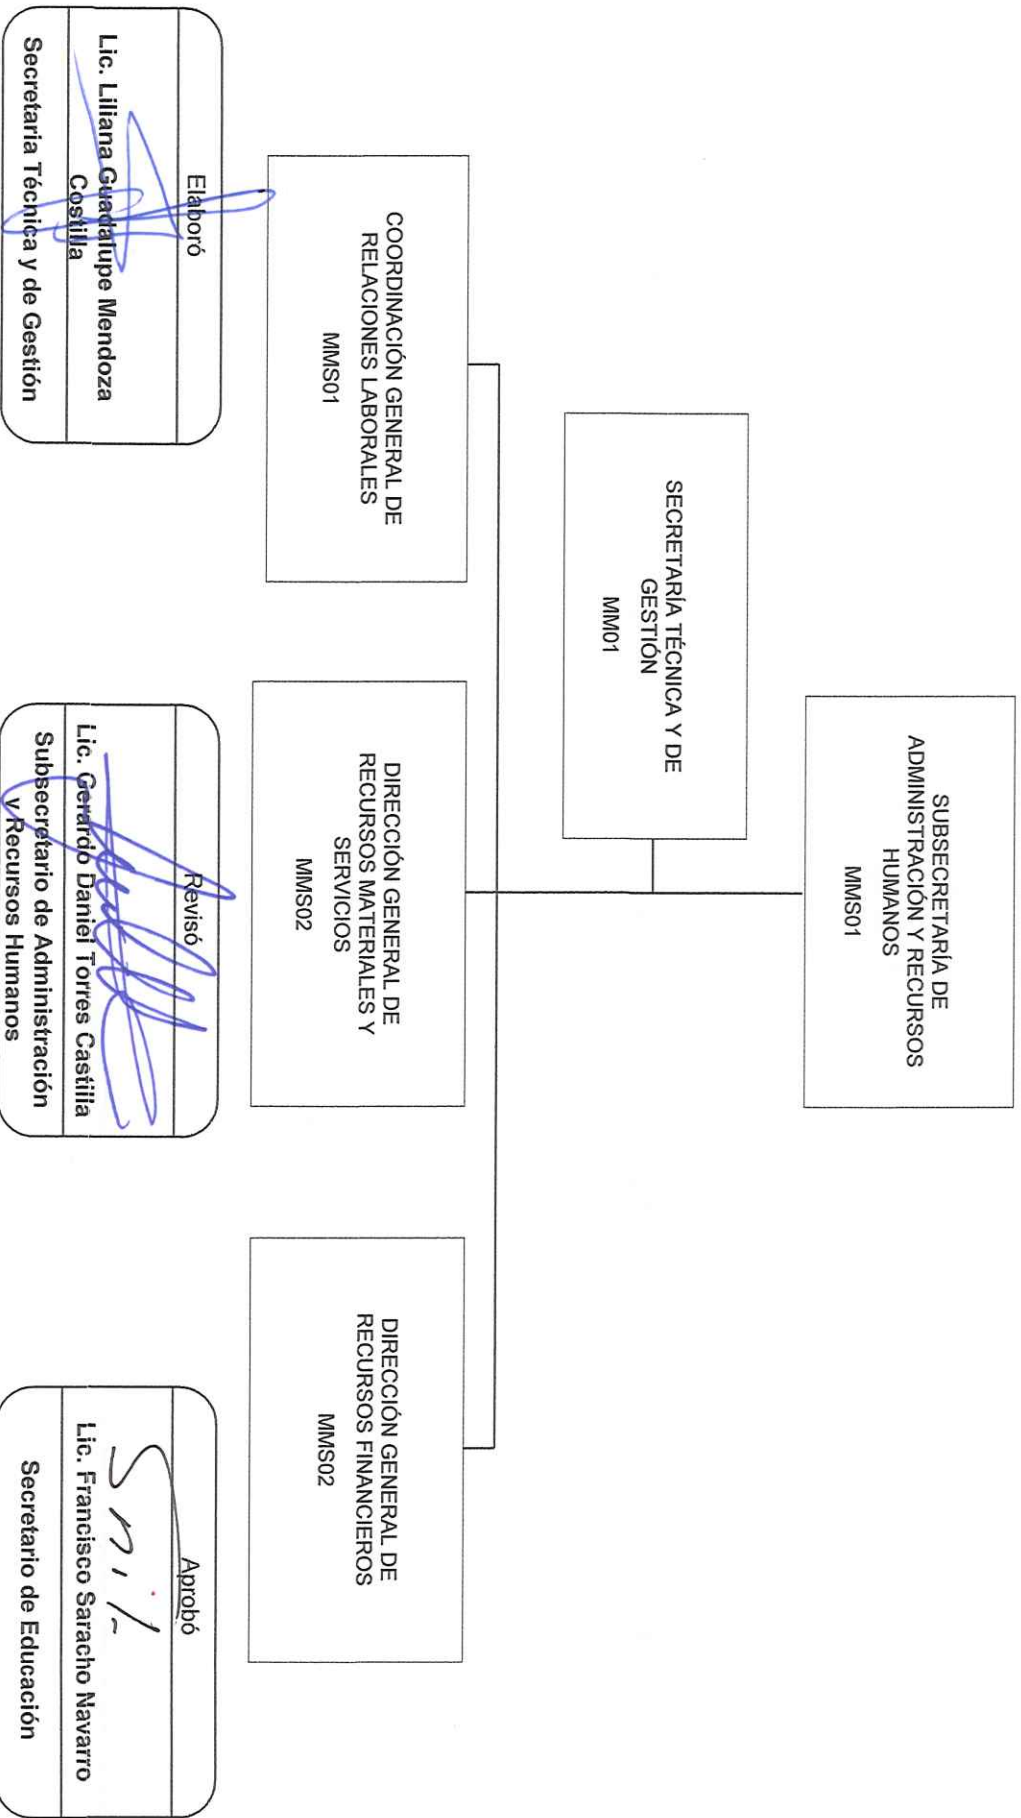 SUBSECRETARÍA DE
ADMINISTRACIÓN Y RECURSOS
HUMANOS
MMS01
SECRETARÍA TÉCNICA Y DE
GESTIÓN
MM01
COORDINACIÓN GENERAL DE
RELACIONES LABORALES
MMS01
DIRECCIÓN GENERAL DE
RECURSOS MATERIALES Y
SERVICIOS
MMS02
DIRECCIÓN GENERAL DE
RECURSOS FINANCIEROS
MMS02
Elaboró
Lic. Liliana Guadalupe Mendoza
Costilla
Secretaria Técnica y de Gestión
Revisó
Lic. Gerardo Daniel Torres Castilla
Subsecretario de Administración
y Recursos Humanos
Aprobó
Lic. Francisco Saracho Navarro
Secretario de Educación